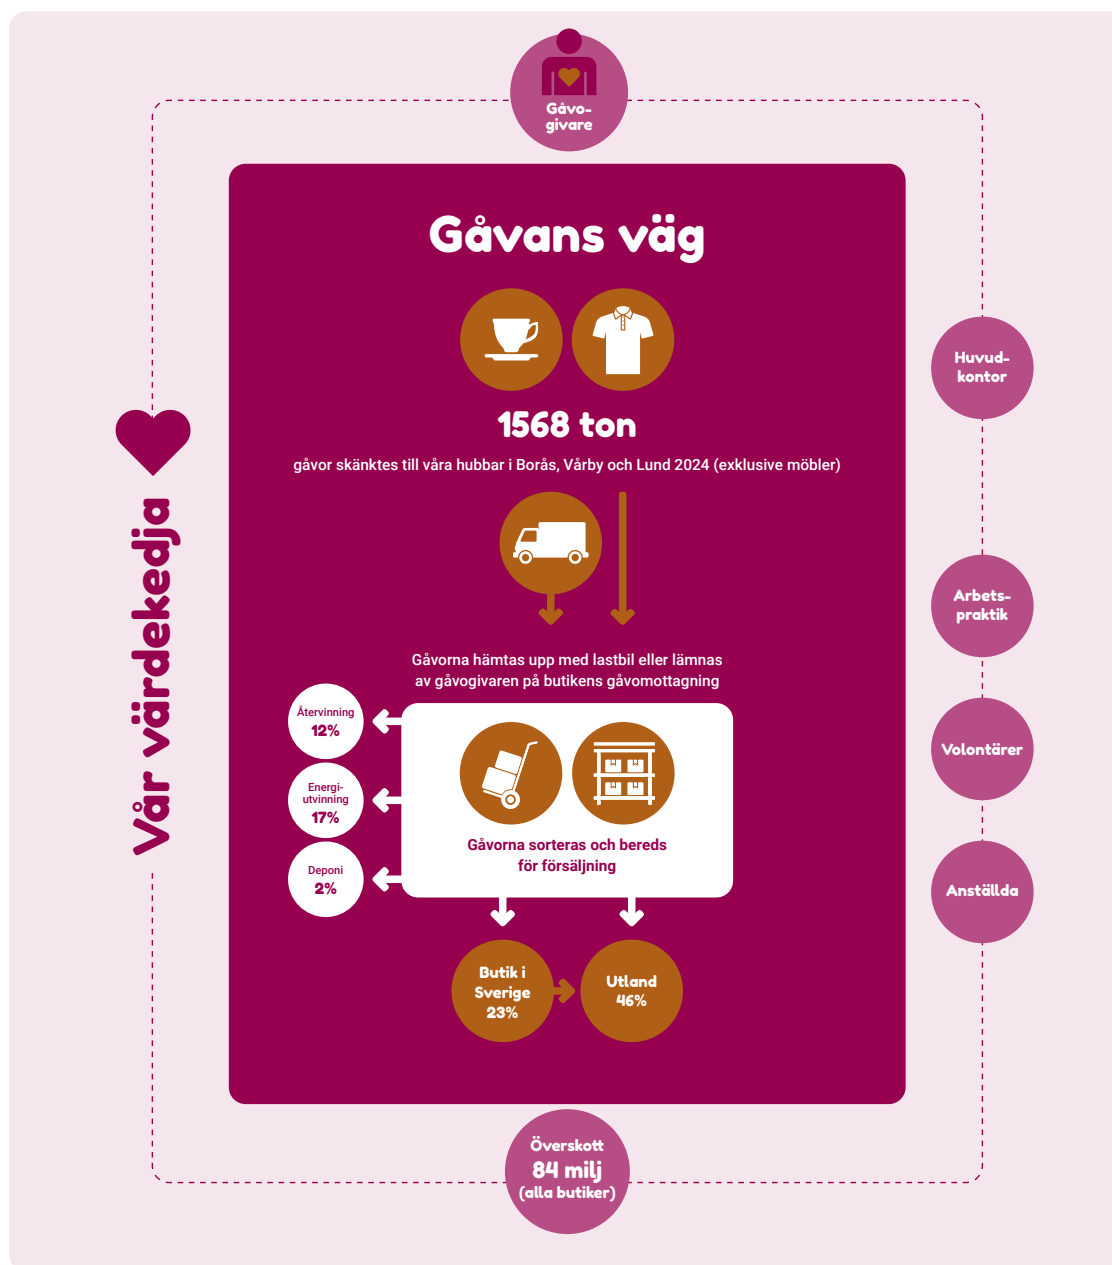 Gåvo-
givare
Gåvans väg
1568 ton
gåvor skänktes till våra hubbar i Borås, Vårby och Lund 2024 (exklusive möbler)
Gåvorna hämtas upp med lastbil eller lämnas
av gåvogivaren på butikens gåvomottagning
Återvinning
12%
Energi-
utvinning
17%
Deponi
2%
Gåvorna sorteras och bereds
för försäljning
Butik i
Sverige
23%
Utland
46%
Vår värdekedja
Huvud-
kontor
Arbets-
praktik
Volontärer
Anställda
Överskott
84 milj
(alla butiker)